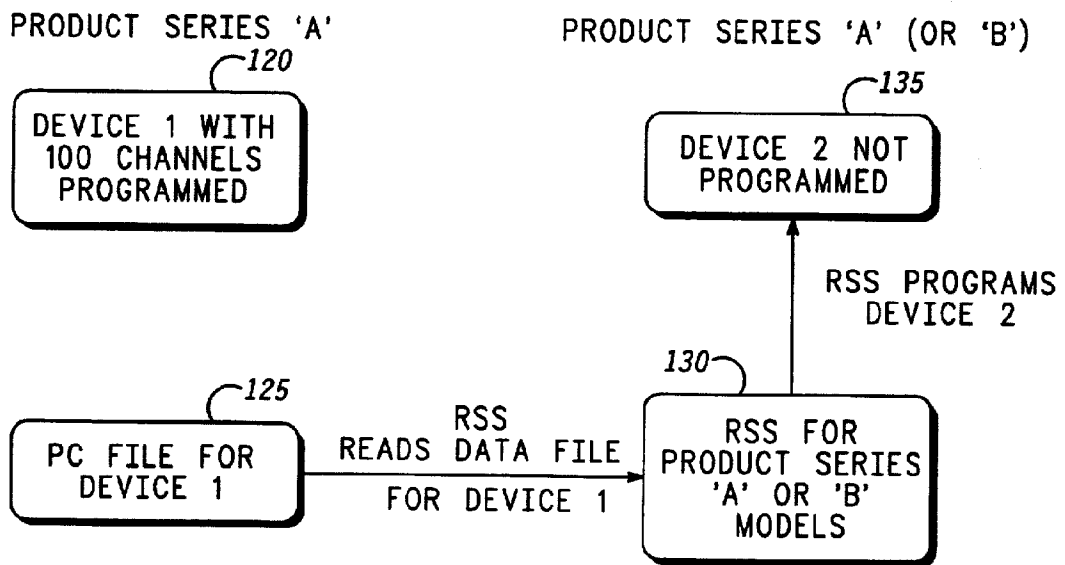 PRODUCT SERIES 'A'
120
DEVICE 1 WITH
100 CHANNELS
PROGRAMMED
PRODUCT SERIES 'A' (OR 'B')
135
DEVICE 2 NOT
PROGRAMMED
RSS PROGRAMS
DEVICE 2
125
PC FILE FOR
DEVICE 1
RSS
READS DATA FILE
FOR DEVICE 1
130
RSS FOR
PRODUCT SERIES
'A' OR 'B'
MODELS